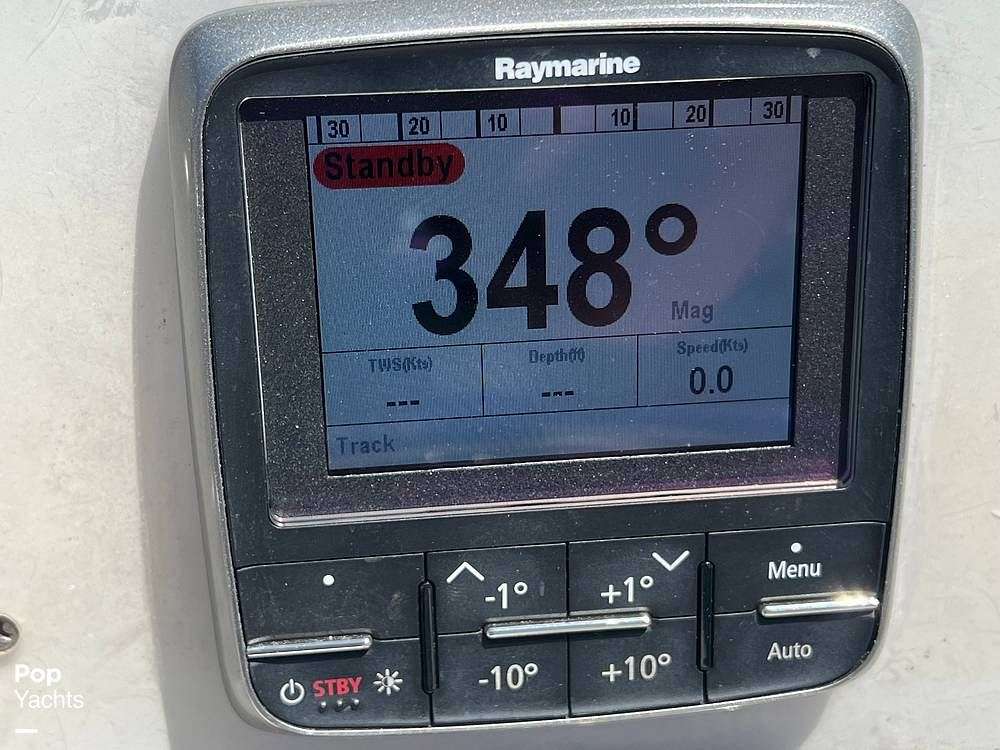 Raymarine
30 20 10 10 20 30
Standby
348°
Mag
TWS(Kts) Depth(ft) Speed(Kts)
--- --- 0.0
Track
-1° +1° Menu
STBY -10° +10° Auto
Pop
Yachts